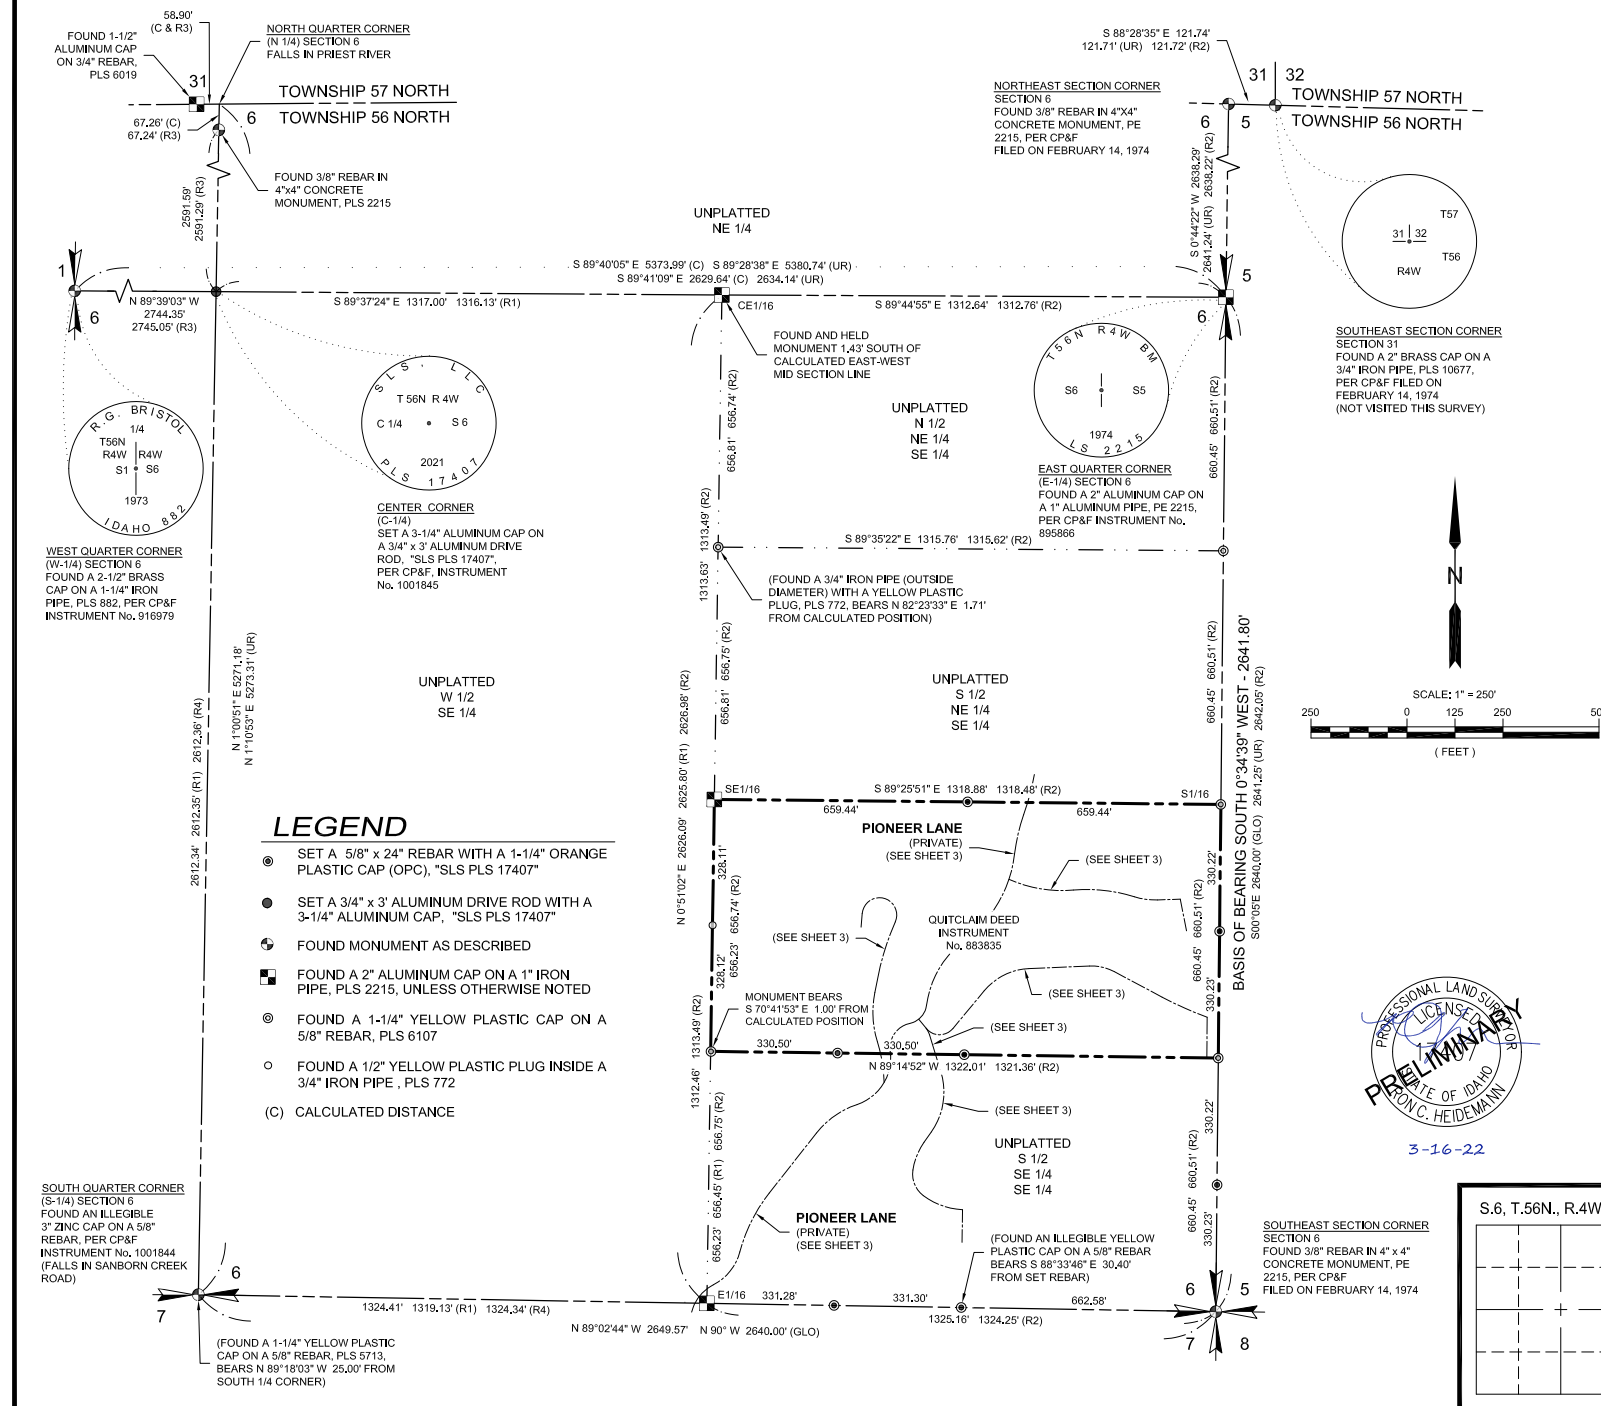 58.90'
(C & R3)
FOUND 1-1/2"
ALUMINUM CAP
ON 3/4" REBAR,
PLS 6019
NORTH QUARTER CORNER
(N 1/4) SECTION 6
FALLS IN PRIEST RIVER
31
TOWNSHIP 57 NORTH
6
TOWNSHIP 56 NORTH
67.26' (C)
67.24' (R3)
FOUND 3/8" REBAR IN
4"x4" CONCRETE
MONUMENT, PLS 2215
2591.59'
2591.29' (R3)
S 88°28'35" E 121.74'
121.71' (UR) 121.72' (R2)
NORTHEAST SECTION CORNER
SECTION 6
FOUND 3/8" REBAR IN 4"X4"
CONCRETE MONUMENT, PE
2215, PER CP&F
FILED ON FEBRUARY 14, 1974
31 32
TOWNSHIP 57 NORTH
6 5
TOWNSHIP 56 NORTH
S 0°44'22" W 2638.29'
2641.24' (UR) 2638.22' (R2)
T57
31 32
T56
R4W
SOUTHEAST SECTION CORNER
SECTION 31
FOUND A 2" BRASS CAP ON A
3/4" IRON PIPE, PLS 10677,
PER CP&F FILED ON
FEBRUARY 14, 1974
(NOT VISITED THIS SURVEY)
UNPLATTED
NE 1/4
1
6
S 89°40'05" E 5373.99' (C) S 89°28'38" E 5380.74' (UR)
S 89°41'09" E 2629.64' (C) 2634.14' (UR)
N 89°39'03" W
2744.35'
2745.05' (R3)
S 89°37'24" E 1317.00' 1316.13' (R1)
CE1/16
S 89°44'55" E 1312.64' 1312.76' (R2)
5
6
FOUND AND HELD
MONUMENT 1.43' SOUTH OF
CALCULATED EAST-WEST
MID SECTION LINE
R.G. BRISTOL
1/4
T56N
R4W R4W
S1 S6
1973
IDAHO 882
WEST QUARTER CORNER
(W-1/4) SECTION 6
FOUND A 2-1/2" BRASS
CAP ON A 1-1/4" IRON
PIPE, PLS 882, PER CP&F
INSTRUMENT No. 916979
SLS, LLC
T 56N R 4W
C 1/4 S 6
2021
PLS 17407
CENTER CORNER
(C-1/4)
SET A 3-1/4" ALUMINUM CAP ON
A 3/4" x 3' ALUMINUM DRIVE
ROD, "SLS PLS 17407",
PER CP&F, INSTRUMENT
No. 1001845
UNPLATTED
N 1/2
NE 1/4
SE 1/4
T56N R4W BM
S6 S5
1974
LS 2215
EAST QUARTER CORNER
(E-1/4) SECTION 6
FOUND A 2" ALUMINUM CAP ON
A 1" ALUMINUM PIPE, PE 2215,
PER CP&F INSTRUMENT No.
895866
656.81' 656.74' (R2)
660.45' 660.51' (R2)
1313.63' 1313.49' (R2)
S 89°35'22" E 1315.76' 1315.62' (R2)
(FOUND A 3/4" IRON PIPE (OUTSIDE
DIAMETER) WITH A YELLOW PLASTIC
PLUG, PLS 772, BEARS N 82°23'33" E 1.71'
FROM CALCULATED POSITION)
656.81' 656.75' (R2)
660.45' 660.51' (R2)
UNPLATTED
W 1/2
SE 1/4
UNPLATTED
S 1/2
NE 1/4
SE 1/4
N 1°00'51" E 5271.18'
N 1°10'53" E 5273.31' (UR)
2612.34' 2612.35' (R1) 2612.36' (R4)
N 0°51'02" E 2626.09' 2625.80' (R1) 2626.98' (R2)
BASIS OF BEARING SOUTH 0°34'39" WEST - 2641.80'
S00°05'E 2640.00' (GLO) 2641.25' (UR) 2642.05' (R2)
N
SCALE: 1" = 250'
250 0 125 250 50
( FEET )
SE1/16
S 89°25'51" E 1318.88' 1318.48' (R2)
S1/16
659.44' 659.44'
PIONEER LANE
(PRIVATE)
(SEE SHEET 3)
(SEE SHEET 3)
QUITCLAIM DEED
INSTRUMENT
No. 883835
(SEE SHEET 3)
(SEE SHEET 3)
(SEE SHEET 3)
328.11'
656.23' 656.74' (R2)
328.12'
330.22'
660.45' 660.51' (R2)
330.23'
MONUMENT BEARS
S 70°41'53" E 1.00' FROM
CALCULATED POSITION
330.50' 330.50'
N 89°14'52" W 1322.01' 1321.36' (R2)
1312.46' 1313.49' (R2)
(SEE SHEET 3)
LEGEND
SET A 5/8" x 24" REBAR WITH A 1-1/4" ORANGE
PLASTIC CAP (OPC), "SLS PLS 17407"
SET A 3/4" x 3' ALUMINUM DRIVE ROD WITH A
3-1/4" ALUMINUM CAP, "SLS PLS 17407"
FOUND MONUMENT AS DESCRIBED
FOUND A 2" ALUMINUM CAP ON A 1" IRON
PIPE, PLS 2215, UNLESS OTHERWISE NOTED
FOUND A 1-1/4" YELLOW PLASTIC CAP ON A
5/8" REBAR, PLS 6107
FOUND A 1/2" YELLOW PLASTIC PLUG INSIDE A
3/4" IRON PIPE , PLS 772
(C) CALCULATED DISTANCE
UNPLATTED
S 1/2
SE 1/4
SE 1/4
656.23' 656.45' (R1) 656.75' (R2)
330.22'
660.45' 660.51' (R2)
330.23'
PIONEER LANE
(PRIVATE)
(SEE SHEET 3)
(FOUND AN ILLEGIBLE YELLOW
PLASTIC CAP ON A 5/8" REBAR
BEARS S 88°33'46" E 30.40'
FROM SET REBAR)
PROFESSIONAL LAND SURVEYOR
LICENSED
STATE OF IDAHO
C. HEIDEMANN
PRELIMINARY
3-16-22
SOUTH QUARTER CORNER
(S-1/4) SECTION 6
FOUND AN ILLEGIBLE
3" ZINC CAP ON A 5/8"
REBAR, PER CP&F
INSTRUMENT No. 1001844
(FALLS IN SANBORN CREEK
ROAD)
6
7
1324.41' 1319.13' (R1) 1324.34' (R4)
E1/16
331.28' 331.30' 662.58'
1325.16' 1324.25' (R2)
N 89°02'44" W 2649.57' N 90° W 2640.00' (GLO)
(FOUND A 1-1/4" YELLOW PLASTIC
CAP ON A 5/8" REBAR, PLS 5713,
BEARS N 89°18'03" W 25.00' FROM
SOUTH 1/4 CORNER)
6 5
7 8
SOUTHEAST SECTION CORNER
SECTION 6
FOUND 3/8" REBAR IN 4" x 4"
CONCRETE MONUMENT, PE
2215, PER CP&F
FILED ON FEBRUARY 14, 1974
S.6, T.56N., R.4W